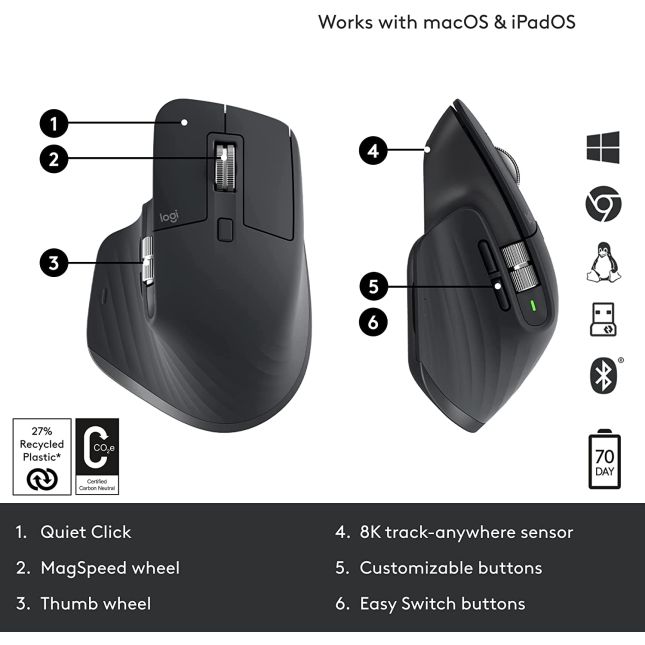 Works with macOS & iPadOS
1
2
3
4
5
6
logi
27%
Recycled
Plastic*
CO₂e
Certified
Carbon Neutral
®
70
DAY
1. Quiet Click
2. MagSpeed wheel
3. Thumb wheel
4. 8K track-anywhere sensor
5. Customizable buttons
6. Easy Switch buttons